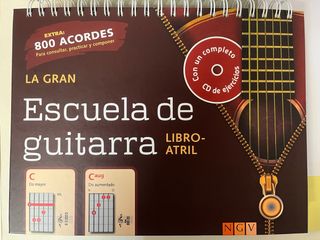 EXTRA:
800 ACORDES
Para consultar, practicar y componer
Con un completo
CD de ejercicios
LA GRAN
Escuela de
guitarra
LIBRO-
ATRIL
C
Do mayor
Caug
Do aumentado
NGV